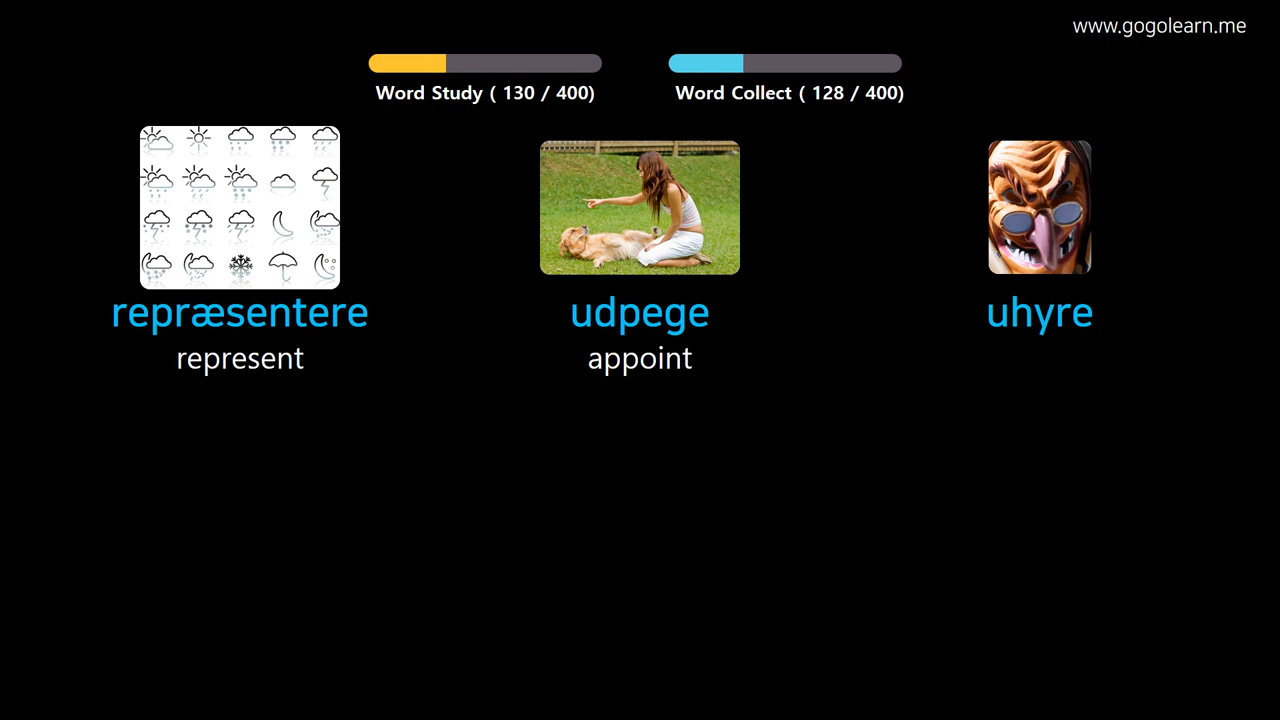 www.gogolearn.me
Word Study ( 130 / 400)
Word Collect ( 128 / 400)
repræsentere
represent
udpege
appoint
uhyre